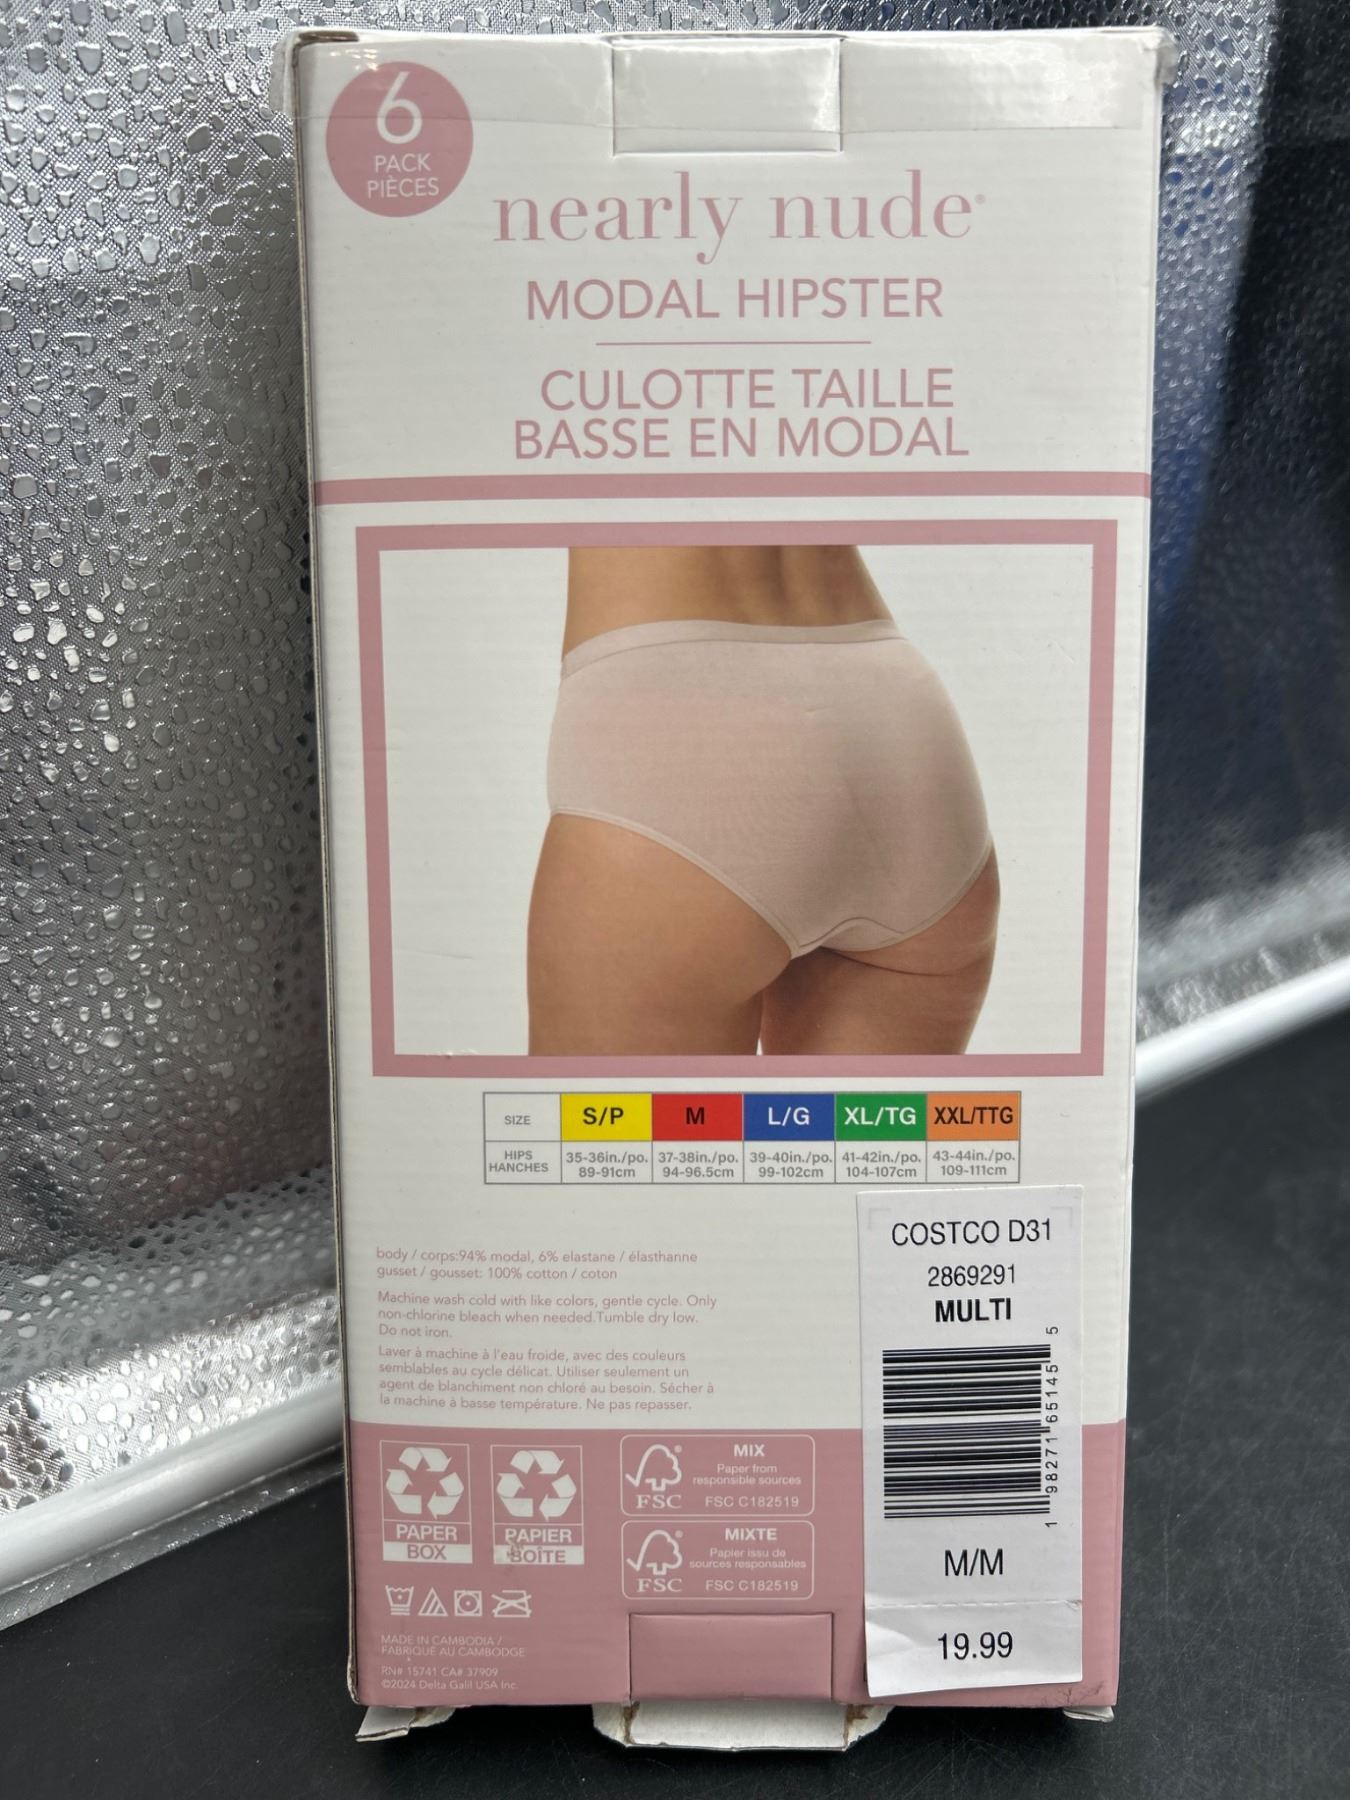 6
PACK
PIÈCES
nearly nude®
MODAL HIPSTER
CULOTTE TAILLE
BASSE EN MODAL
SIZE S/P M L/G XL/TG XXL/TTG
HIPS HANCHES 35-36in./po. 89-91cm 37-38in./po. 94-96.5cm 39-40in./po. 99-102cm 41-42in./po. 104-107cm 43-44in./po. 109-111cm
body / corps:94% modal, 6% elastane / élasthanne
gusset / gousset: 100% cotton / coton
Machine wash cold with like colors, gentle cycle. Only
non-chlorine bleach when needed.Tumble dry low.
Do not iron.
Laver à machine à l'eau froide, avec des couleurs
semblables au cycle délicat. Utiliser seulement un
agent de blanchiment non chloré au besoin. Sécher à
la machine à basse température. Ne pas repasser.
COSTCO D31
2869291
MULTI
1 98271 65145 5
M/M
19.99
PAPER
BOX
PAPIER
BOÎTE
FSC®
MIX
Paper from
responsible sources
FSC C182519
FSC®
MIXTE
Papier issu de
sources responsables
FSC C182519
MADE IN CAMBODIA /
FABRIQUÉ AU CAMBODGE
RN# 15741 CA# 37909
©2024 Delta Galil USA Inc.